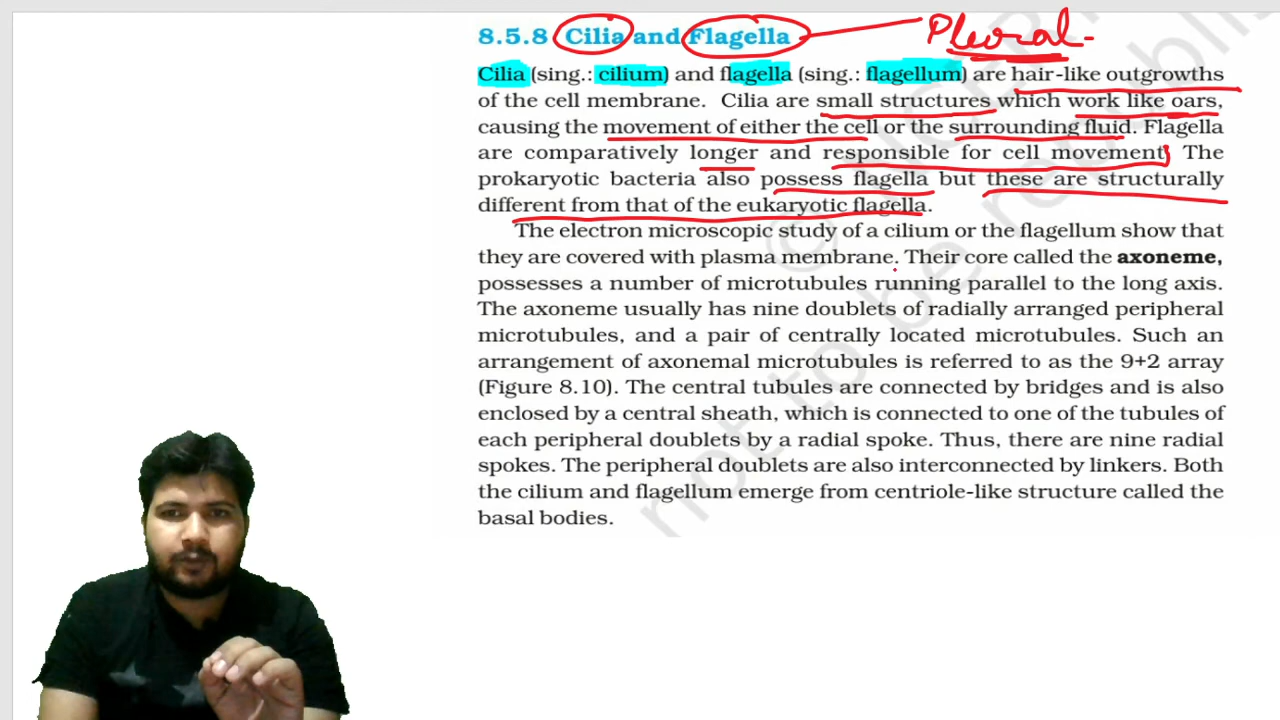 8.5.8 Cilia and Flagella
Pleural
Cilia (sing.: cilium) and flagella (sing.: flagellum) are hair-like outgrowths
of the cell membrane. Cilia are small structures which work like oars,
causing the movement of either the cell or the surrounding fluid. Flagella
are comparatively longer and responsible for cell movement. The
prokaryotic bacteria also possess flagella but these are structurally
different from that of the eukaryotic flagella.
The electron microscopic study of a cilium or the flagellum show that
they are covered with plasma membrane. Their core called the axoneme,
possesses a number of microtubules running parallel to the long axis.
The axoneme usually has nine doublets of radially arranged peripheral
microtubules, and a pair of centrally located microtubules. Such an
arrangement of axonemal microtubules is referred to as the 9+2 array
(Figure 8.10). The central tubules are connected by bridges and is also
enclosed by a central sheath, which is connected to one of the tubules of
each peripheral doublets by a radial spoke. Thus, there are nine radial
spokes. The peripheral doublets are also interconnected by linkers. Both
the cilium and flagellum emerge from centriole-like structure called the
basal bodies.